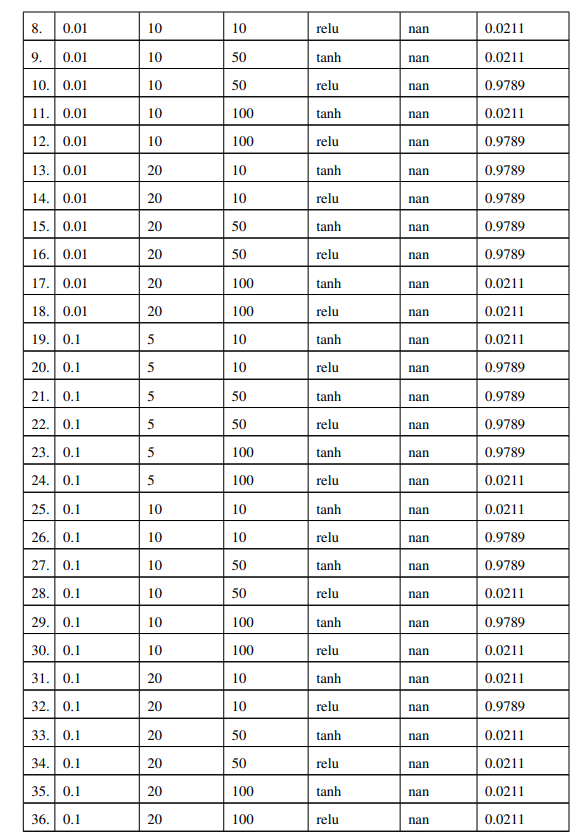 8. 0.01 10 10 relu nan 0.0211
9. 0.01 10 50 tanh nan 0.0211
10. 0.01 10 50 relu nan 0.9789
11. 0.01 10 100 tanh nan 0.0211
12. 0.01 10 100 relu nan 0.9789
13. 0.01 20 10 tanh nan 0.9789
14. 0.01 20 10 relu nan 0.9789
15. 0.01 20 50 tanh nan 0.9789
16. 0.01 20 50 relu nan 0.9789
17. 0.01 20 100 tanh nan 0.0211
18. 0.01 20 100 relu nan 0.0211
19. 0.1 5 10 tanh nan 0.0211
20. 0.1 5 10 relu nan 0.9789
21. 0.1 5 50 tanh nan 0.9789
22. 0.1 5 50 relu nan 0.9789
23. 0.1 5 100 tanh nan 0.9789
24. 0.1 5 100 relu nan 0.0211
25. 0.1 10 10 tanh nan 0.0211
26. 0.1 10 10 relu nan 0.9789
27. 0.1 10 50 tanh nan 0.9789
28. 0.1 10 50 relu nan 0.0211
29. 0.1 10 100 tanh nan 0.9789
30. 0.1 10 100 relu nan 0.0211
31. 0.1 20 10 tanh nan 0.0211
32. 0.1 20 10 relu nan 0.9789
33. 0.1 20 50 tanh nan 0.0211
34. 0.1 20 50 relu nan 0.0211
35. 0.1 20 100 tanh nan 0.0211
36. 0.1 20 100 relu nan 0.0211